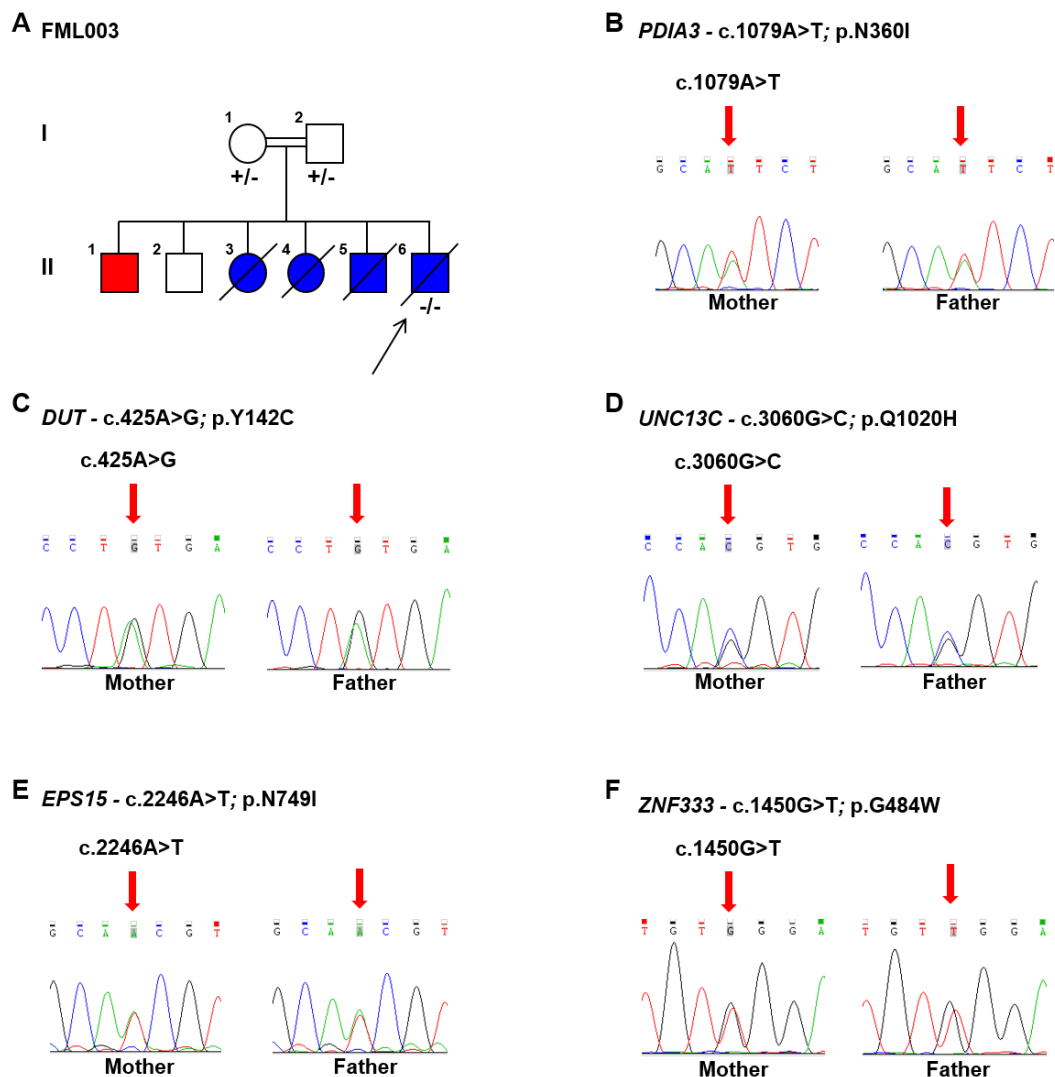 A FML003
I
1 2
+/- +/-
II
1 2 3 4 5 6
-/-
B PDIA3 - c.1079A>T; p.N360I
c.1079A>T
G C A T T C T
G C A T T C T
Mother Father
C DUT - c.425A>G; p.Y142C
c.425A>G
C C T G T G A
C C T G T G A
Mother Father
D UNC13C - c.3060G>C; p.Q1020H
c.3060G>C
C C A C G T G
C C A C G T G
Mother Father
E EPS15 - c.2246A>T; p.N749I
c.2246A>T
G C A A C G T
G C A A C G T
Mother Father
F ZNF333 - c.1450G>T; p.G484W
c.1450G>T
T G T G G G A
T G T T G G A
Mother Father